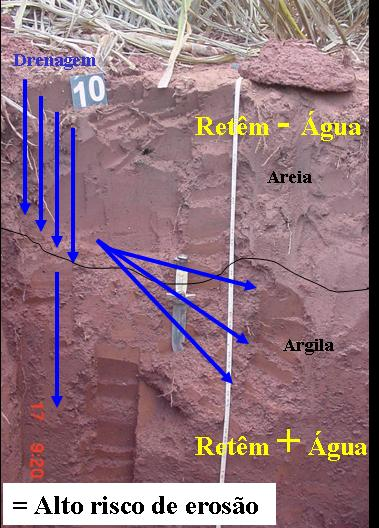 Drenagem
10
Retêm - Água
Areia
Argila
17 9:20
Retêm + Água
= Alto risco de erosão